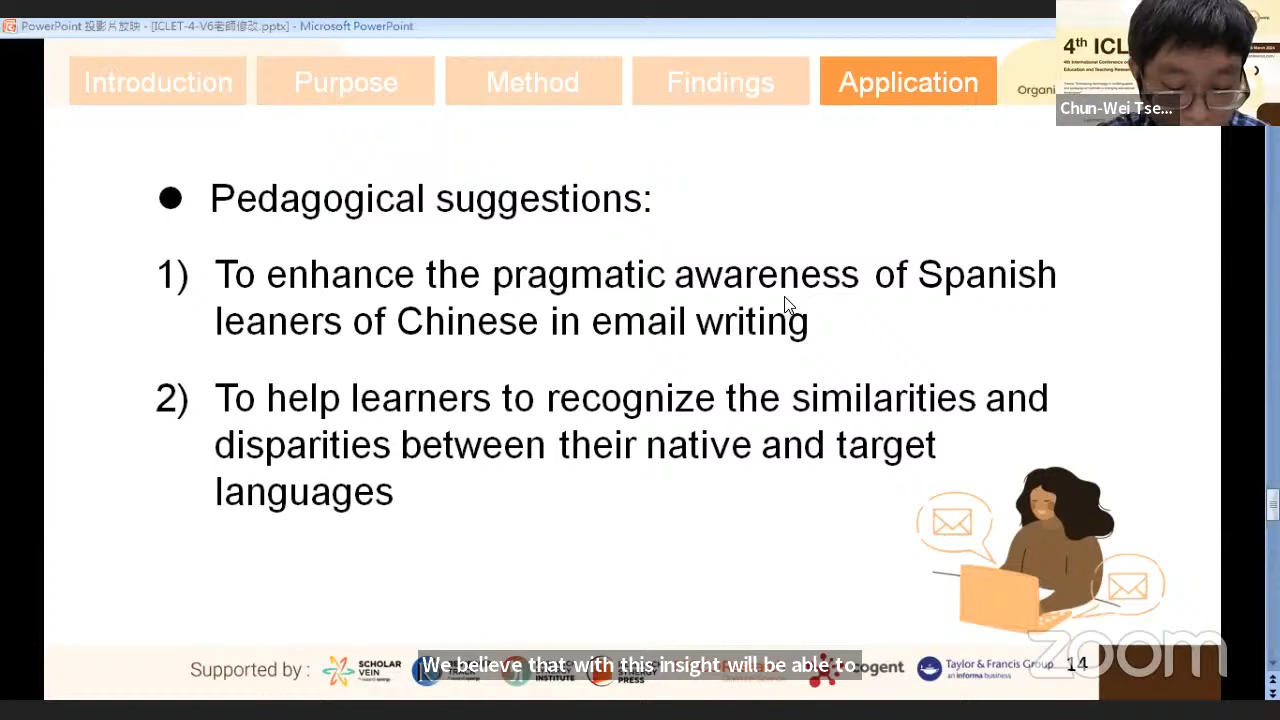 PowerPoint 投影片放映 - [ICLET-4-V6老師修改.pptx] - Microsoft PowerPoint
Introduction
Purpose
Method
Findings
Application
Organi
4th ICL
Chun-Wei Tse...
● Pedagogical suggestions:
1) To enhance the pragmatic awareness of Spanish
leaners of Chinese in email writing
2) To help learners to recognize the similarities and
disparities between their native and target
languages
Supported by :
SCHOLAR
VEIN
We believe that with this insight will be able to
TRACK
INSTITUTE
PRESS
cogent
Taylor & Francis Group
an informa business
14
zoom